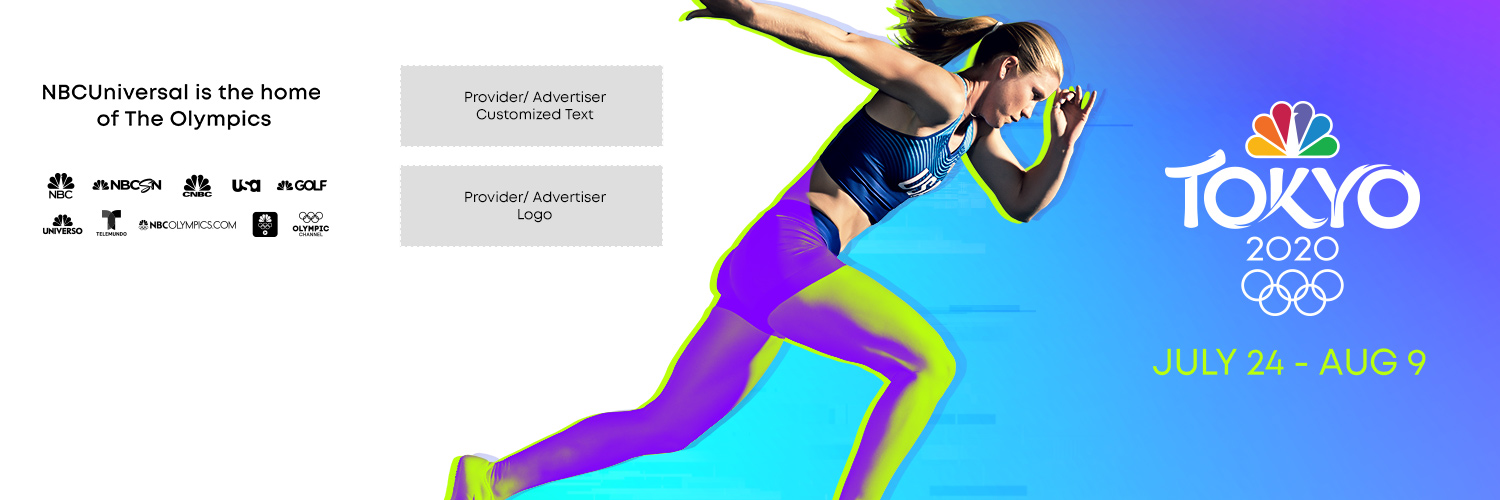 NBCUniversal is the home
of The Olympics
NBC
NBCSN
CNBC
USA
GOLF
UNIVERSO
TELEMUNDO
NBCOLYMPICS.COM
OLYMPIC
CHANNEL
Provider/ Advertiser
Customized Text
Provider/ Advertiser
Logo
US
TOKYO
2020
JULY 24 - AUG 9